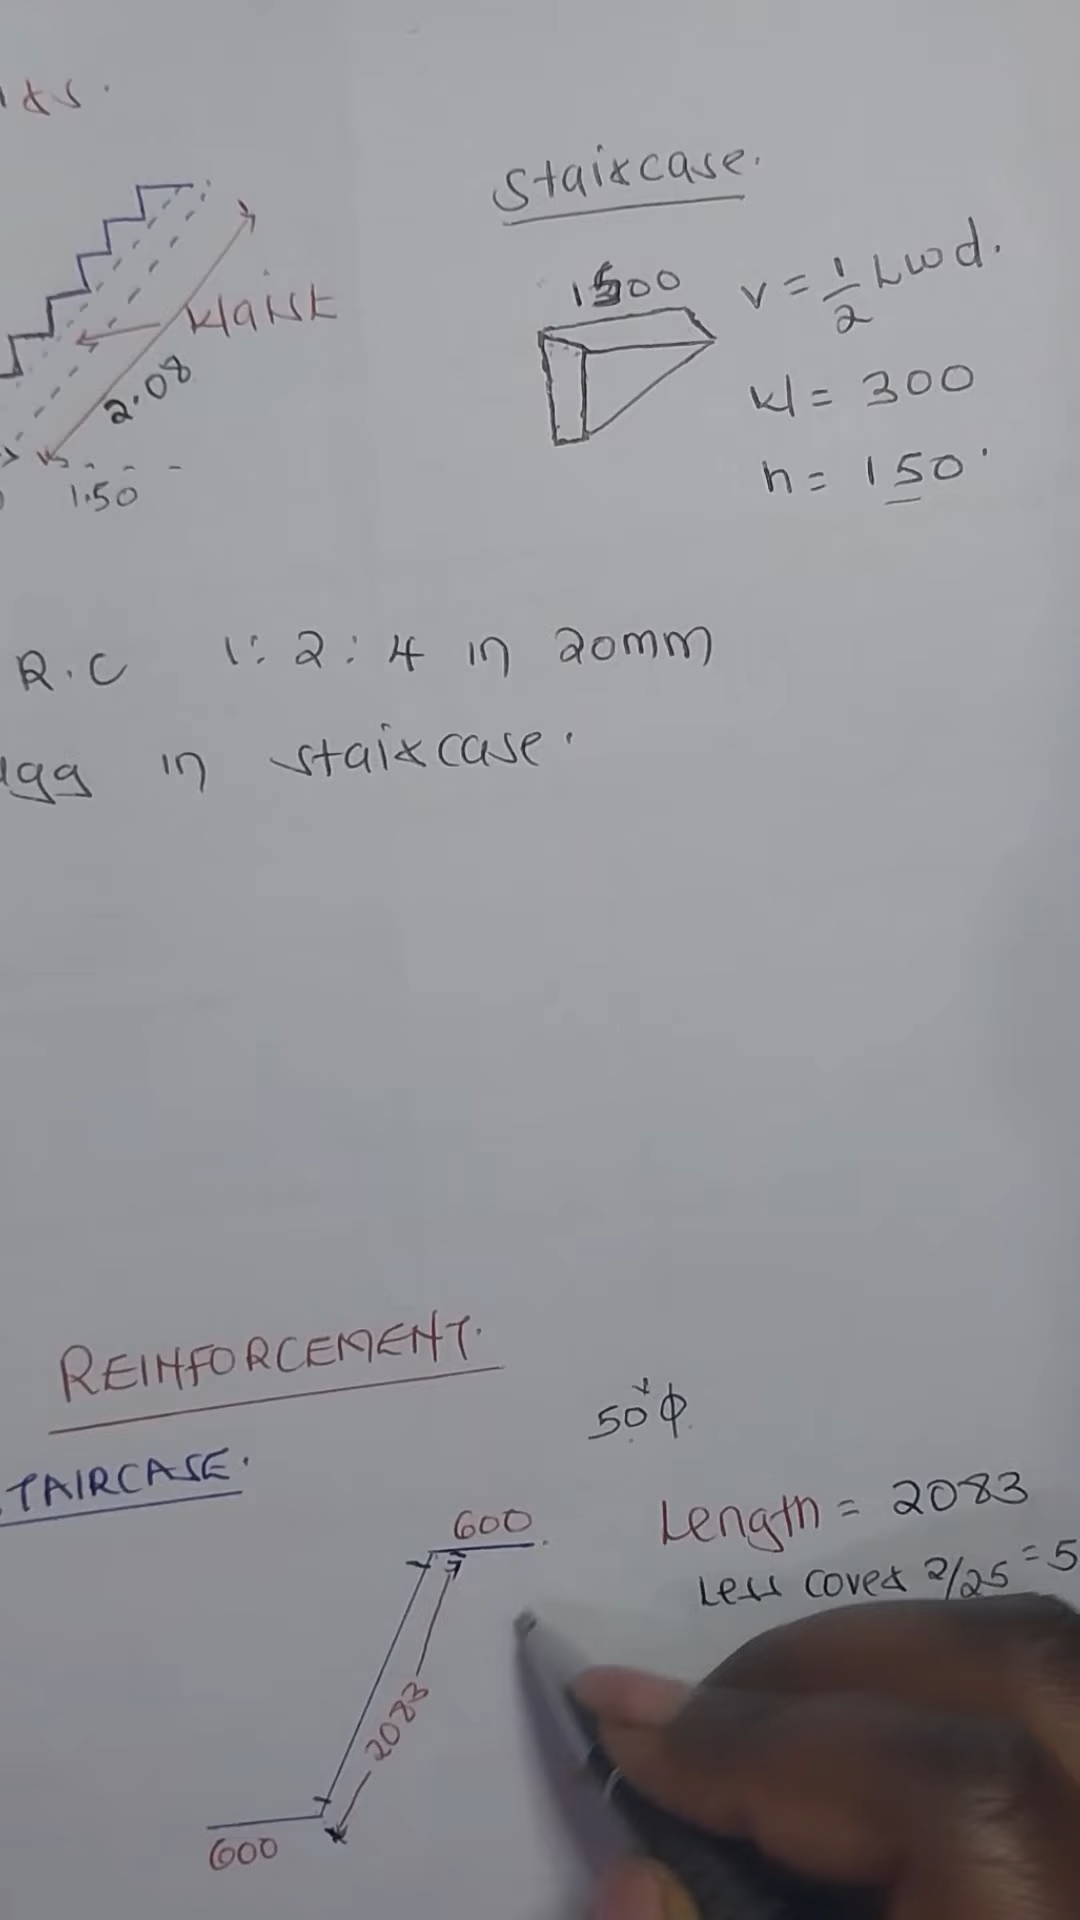 Staircase.
1500
v = 1/2 Lwd.
Waist
2.08
W = 300
h = 150
1.50
R.C 1:2:4 in 20mm
agg in staircase.
REINFORCEMENT.
50 φ
TAIRCASE.
600
Length = 2083
Less cover 2/25 = 5
2083
600